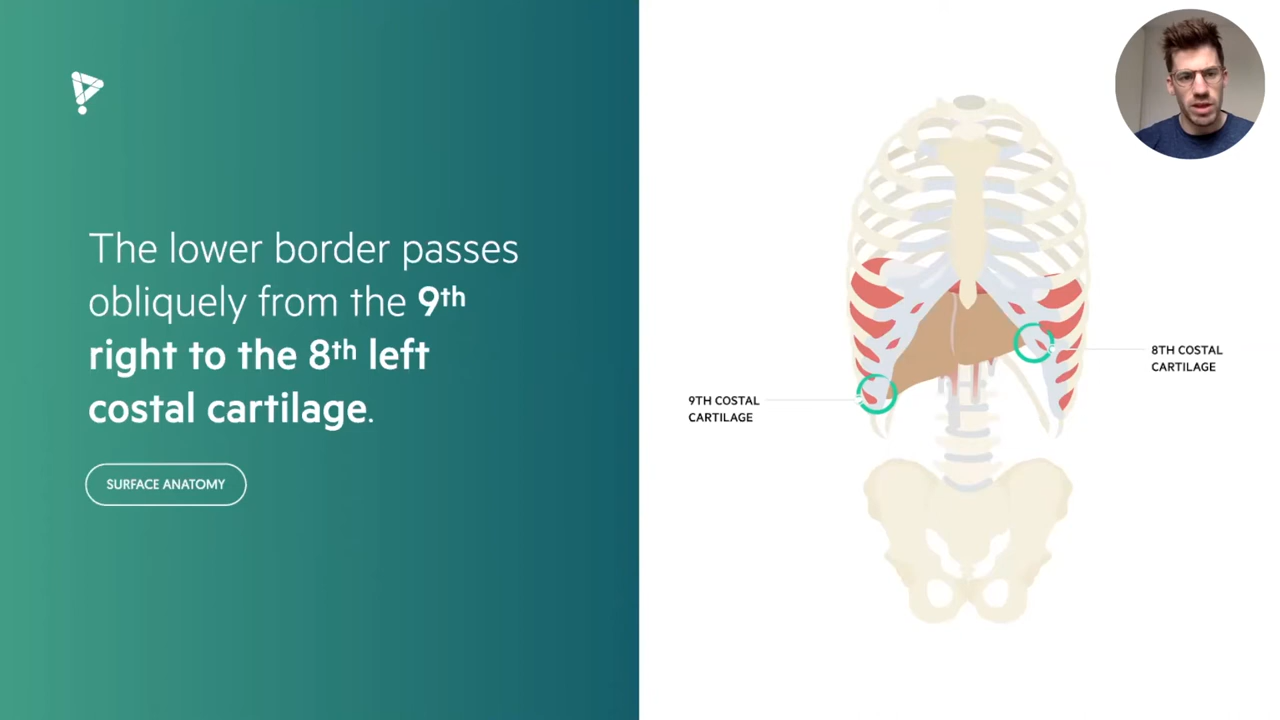 The lower border passes
obliquely from the 9th
right to the 8th left
costal cartilage.
SURFACE ANATOMY
9TH COSTAL
CARTILAGE
8TH COSTAL
CARTILAGE